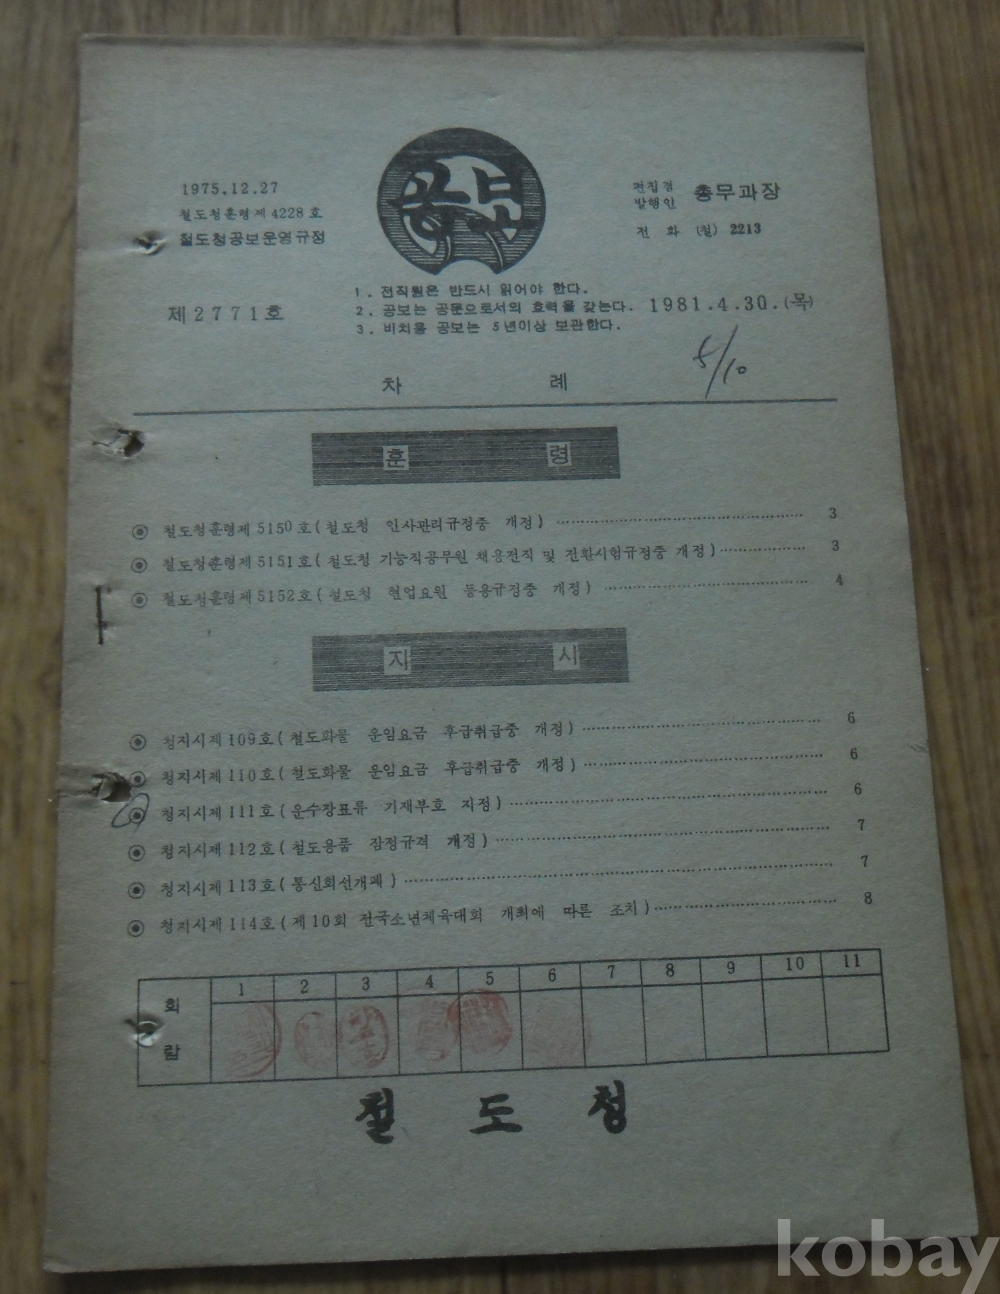 1975.12.27
철도청훈령제4228호
철도청공보운영규정
공보
편집겸
발행인 총무과장
전화 (철) 2213
제2771호
1. 전직원은 반드시 읽어야 한다.
2. 공보는 공문으로서의 효력을 갖는다.
3. 비치용 공보는 5년이상 보관한다.
1981.4.30.(목)
5/10
차 례
훈 령
철도청훈령제5150호(철도청 인사관리규정중 개정) 3
철도청훈령제5151호(철도청 기능직공무원 채용전직 및 전환시험규정중 개정) 3
철도청훈령제5152호(철도청 현업요원 등용규정중 개정) 4
지 시
청지시제109호(철도화물 운임요금 후급취급중 개정) 6
청지시제110호(철도화물 운임요금 후급취급중 개정) 6
청지시제111호(운수장표류 기재부호 지정) 6
청지시제112호(철도용품 잠정규격 개정) 7
청지시제113호(통신회선개폐) 7
청지시제114호(제10회 전국소년체육대회 개최에 따른 조치) 8
회람 1 2 3 4 5 6 7 8 9 10 11
철도청
kobay